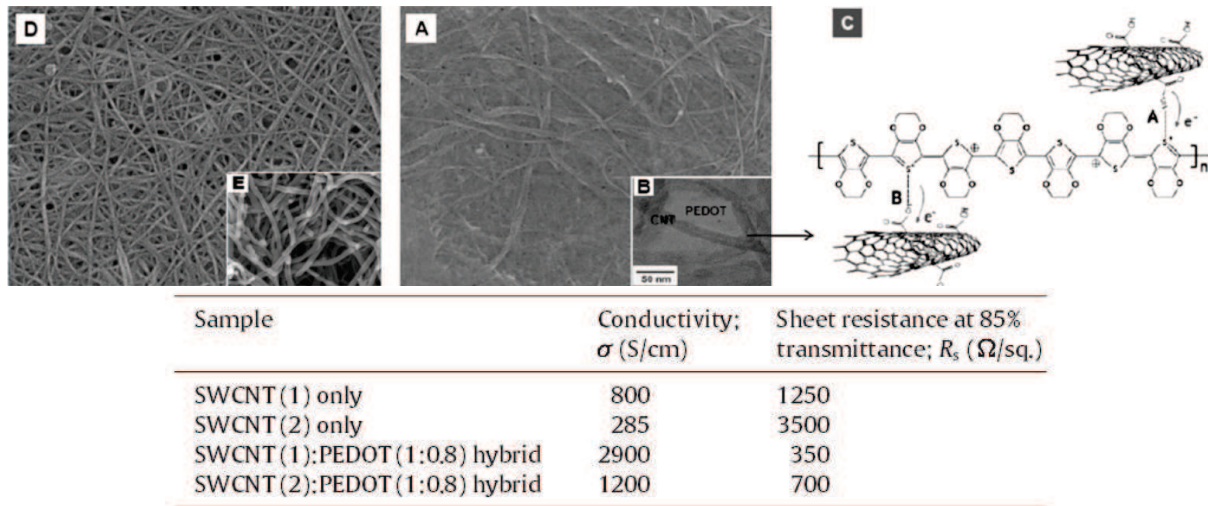 D
A
C
E
B
CNT
PEDOT
50 nm
A
e⁻
B
e⁻
n
Sample Conductivity; Sheet resistance at 85%
σ (S/cm) transmittance; Rs (Ω/sq.)
SWCNT(1) only 800 1250
SWCNT(2) only 285 3500
SWCNT(1):PEDOT(1:0.8) hybrid 2900 350
SWCNT(2):PEDOT(1:0.8) hybrid 1200 700